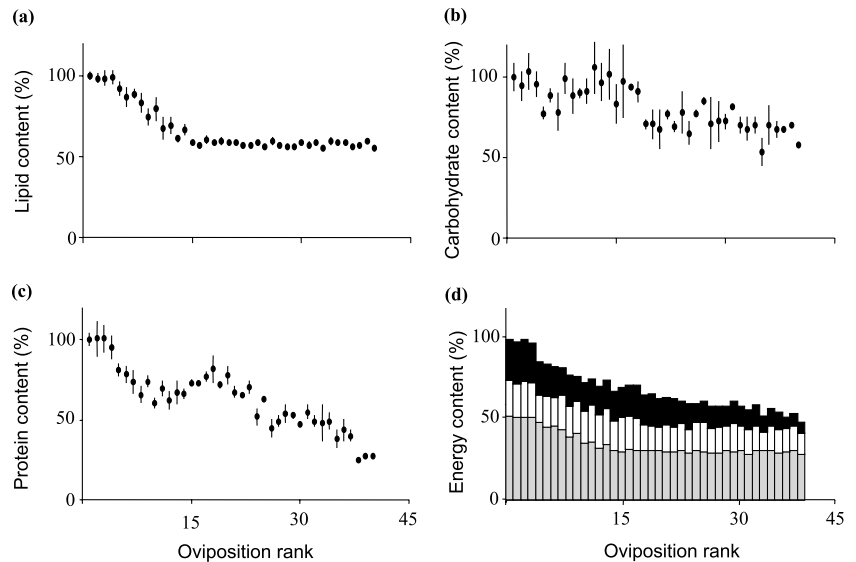 (a)
Lipid content (%)
100
50
0
(b)
Carbohydrate content (%)
100
50
0
(c)
Protein content (%)
100
50
0
15
30
45
Oviposition rank
(d)
Energy content (%)
100
50
0
15
30
45
Oviposition rank